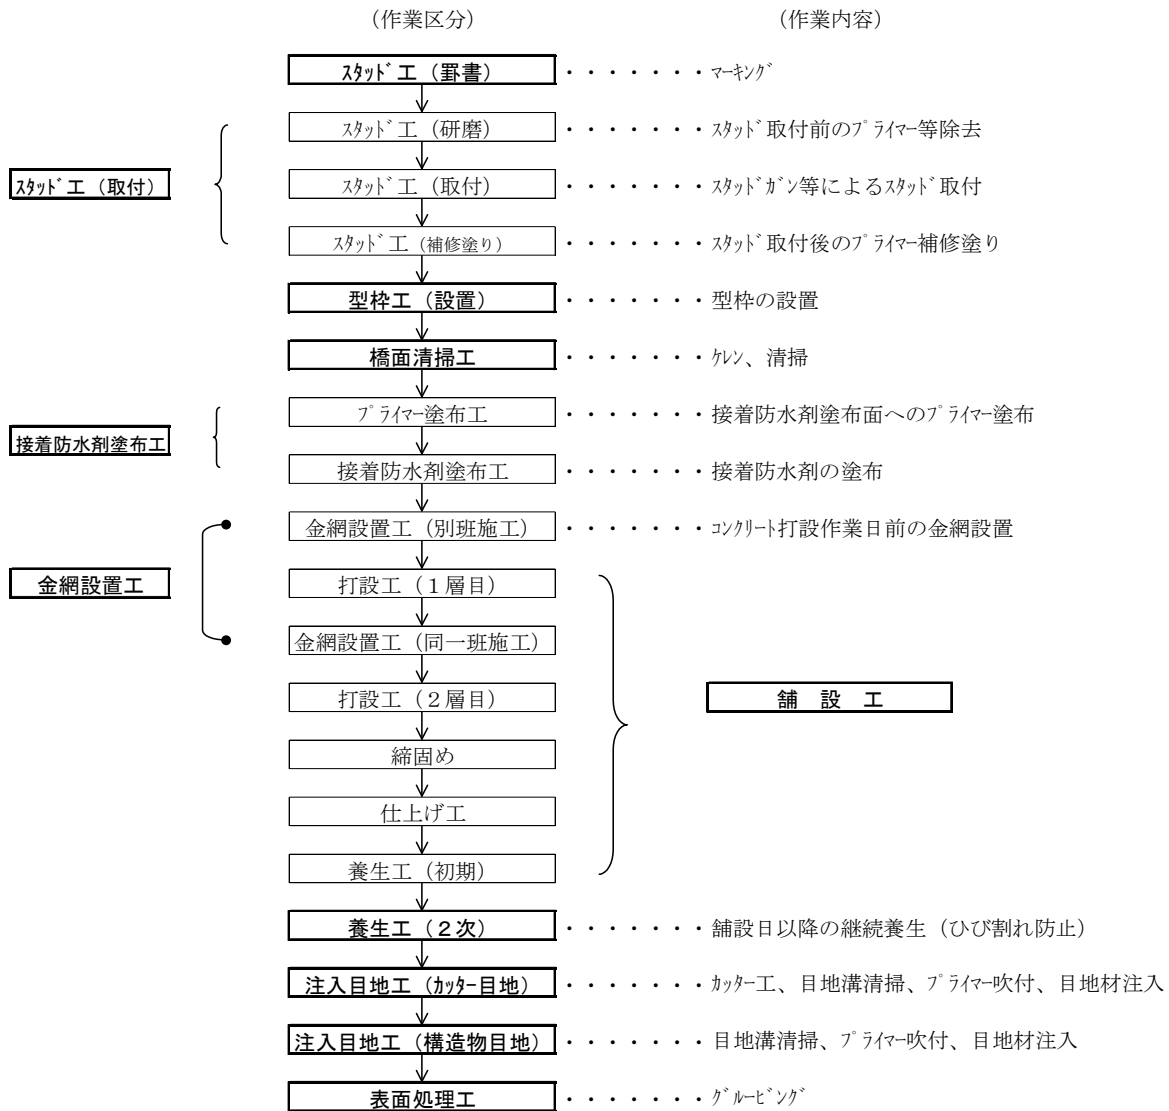 （作業区分） （作業内容）
ｽﾀｯﾄﾞ工（罫書）・・・・・・・ﾏｰｷﾝｸﾞ
ｽﾀｯﾄﾞ工（研磨）・・・・・・・ｽﾀｯﾄﾞ取付前のﾌﾟﾗｲﾏｰ等除去
ｽﾀｯﾄﾞ工（取付）
ｽﾀｯﾄﾞ工（取付）・・・・・・・ｽﾀｯﾄﾞｶﾞﾝ等によるｽﾀｯﾄﾞ取付
ｽﾀｯﾄﾞ工（補修塗り）・・・・・・・ｽﾀｯﾄﾞ取付後のﾌﾟﾗｲﾏｰ補修塗り
型枠工（設置）・・・・・・・型枠の設置
橋面清掃工・・・・・・・ｹﾚﾝ、清掃
ﾌﾟﾗｲﾏｰ塗布工・・・・・・・接着防水剤塗布面へのﾌﾟﾗｲﾏｰ塗布
接着防水剤塗布工
接着防水剤塗布工・・・・・・・接着防水剤の塗布
金網設置工（別班施工）・・・・・・・ｺﾝｸﾘｰﾄ打設作業日前の金網設置
金網設置工
打設工（１層目）
金網設置工（同一班施工）
打設工（２層目）
舗　設　工
締固め
仕上げ工
養生工（初期）
養生工（２次）・・・・・・・舗設日以降の継続養生（ひび割れ防止）
注入目地工（ｶｯﾀｰ目地）・・・・・・・ｶｯﾀｰ工、目地溝清掃、ﾌﾟﾗｲﾏｰ吹付、目地材注入
注入目地工（構造物目地）・・・・・・・目地溝清掃、ﾌﾟﾗｲﾏｰ吹付、目地材注入
表面処理工・・・・・・・ｸﾞﾙｰﾋﾞﾝｸﾞ